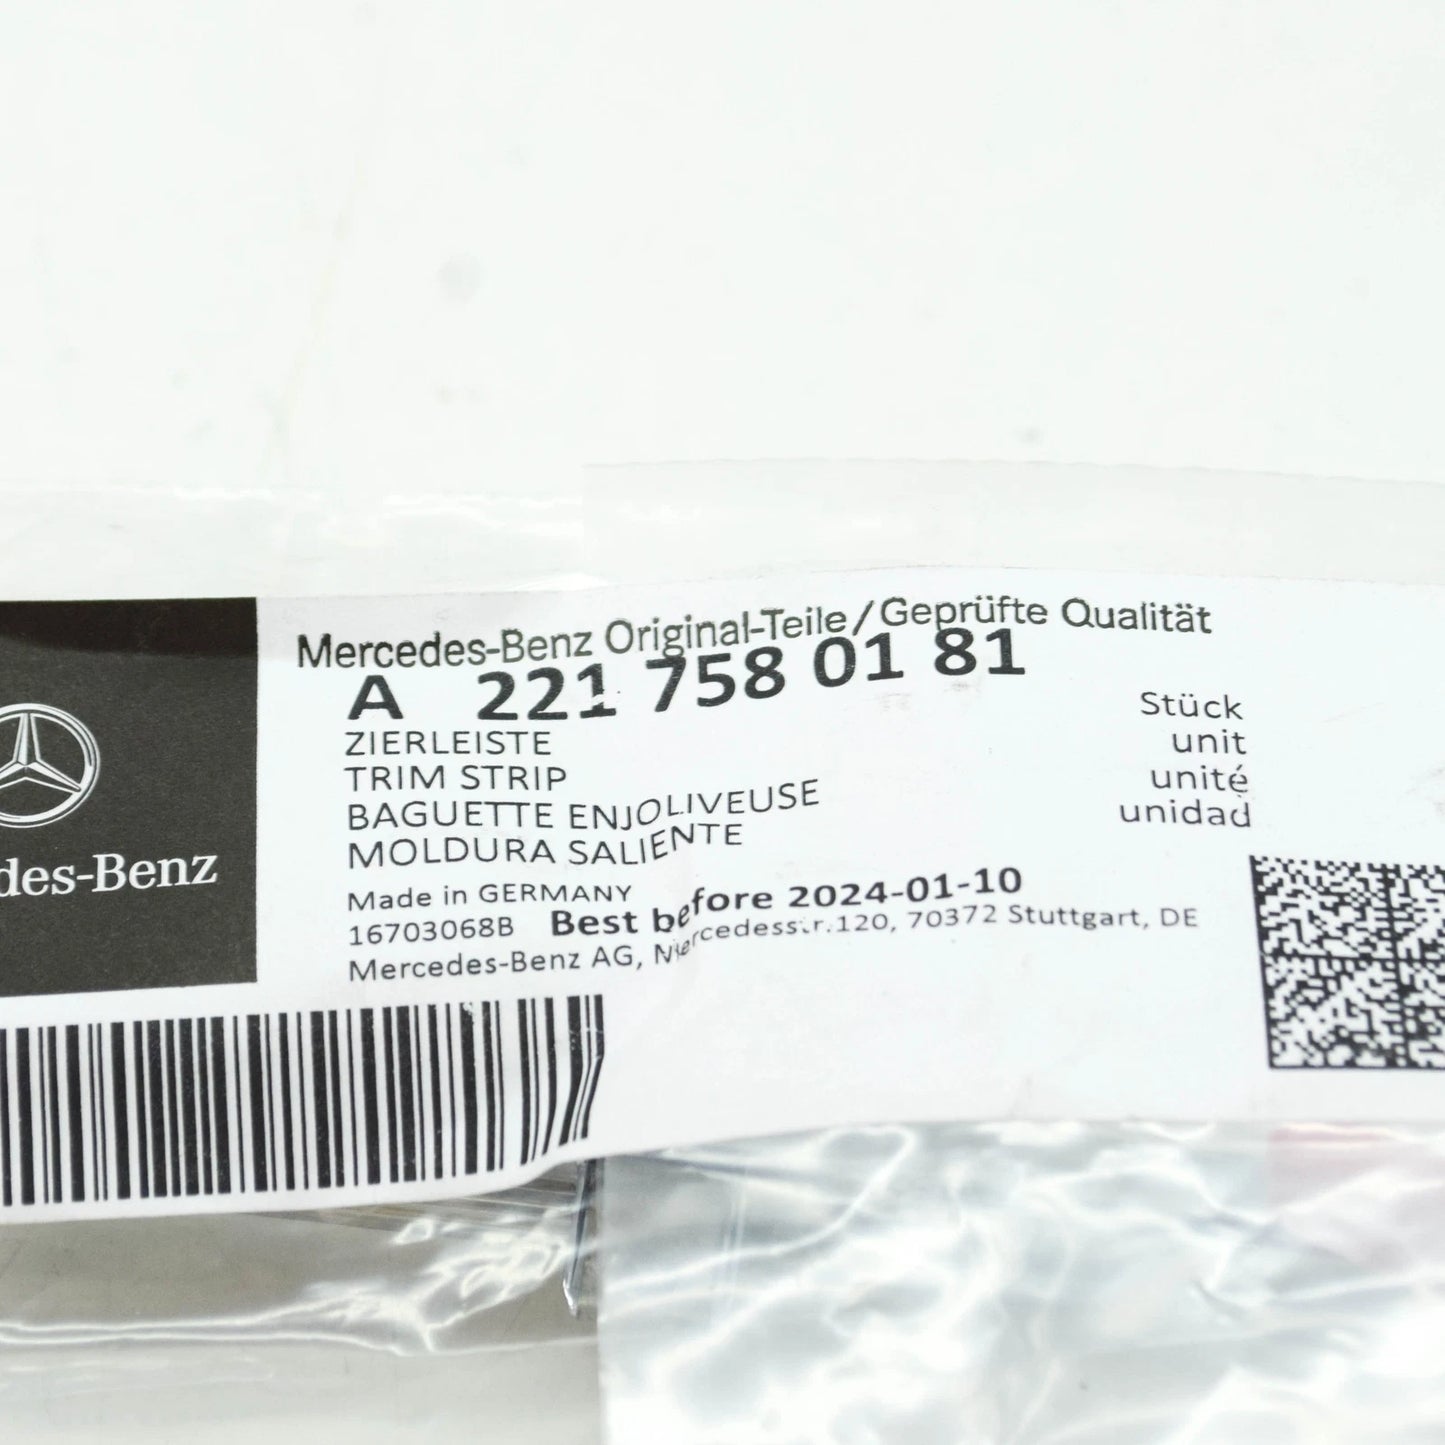 Mercedes-Benz Original-Teile/Geprüfte Qualität
A 221 758 01 81
ZIERLEISTE
TRIM STRIP
BAGUETTE ENJOLIVEUSE
MOLDURA SALIENTE
Stück
unit
unité
unidad
des-Benz
Made in GERMANY
16703068B Best before 2024-01-10
Mercedes-Benz AG, Mercedesstr.120, 70372 Stuttgart, DE